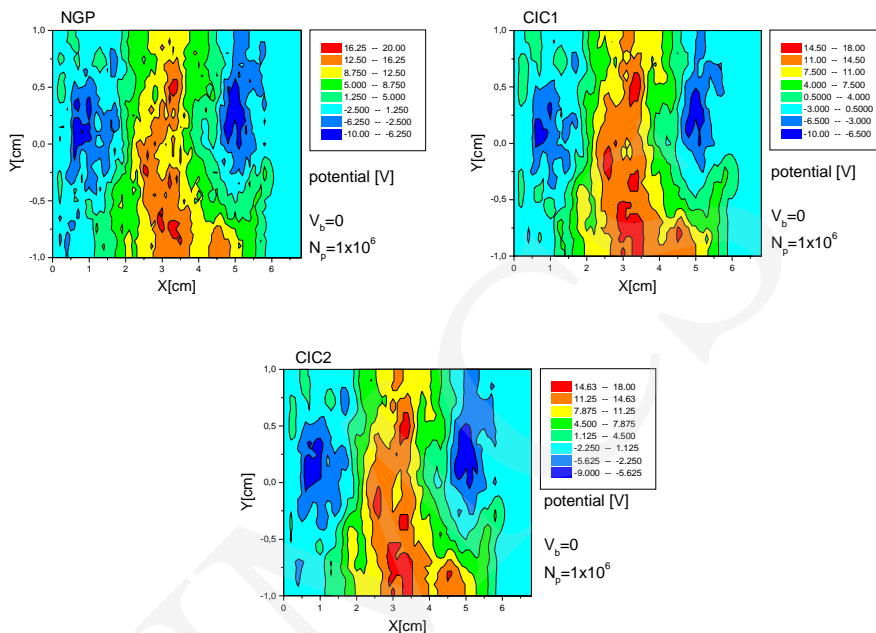 NGP
1,0
0,5
0,0
-0,5
-1,0
Y[cm]
0 1 2 3 4 5 6
X[cm]
16.25 -- 20.00
12.50 -- 16.25
8.750 -- 12.50
5.000 -- 8.750
1.250 -- 5.000
-2.500 -- 1.250
-6.250 -- -2.500
-10.00 -- -6.250
potential [V]
V_b=0
N_p=1x10^6
CIC1
1,0
0,5
0,0
-0,5
-1,0
Y[cm]
0 1 2 3 4 5 6
X[cm]
14.50 -- 18.00
11.00 -- 14.50
7.500 -- 11.00
4.000 -- 7.500
0.5000 -- 4.000
-3.000 -- 0.5000
-6.500 -- -3.000
-10.00 -- -6.500
potential [V]
V_b=0
N_p=1x10^6
CIC2
1,0
0,5
0,0
-0,5
-1,0
Y[cm]
0 1 2 3 4 5 6
X[cm]
14.63 -- 18.00
11.25 -- 14.63
7.875 -- 11.25
4.500 -- 7.875
1.125 -- 4.500
-2.250 -- 1.125
-5.625 -- -2.250
-9.000 -- -5.625
potential [V]
V_b=0
N_p=1x10^6